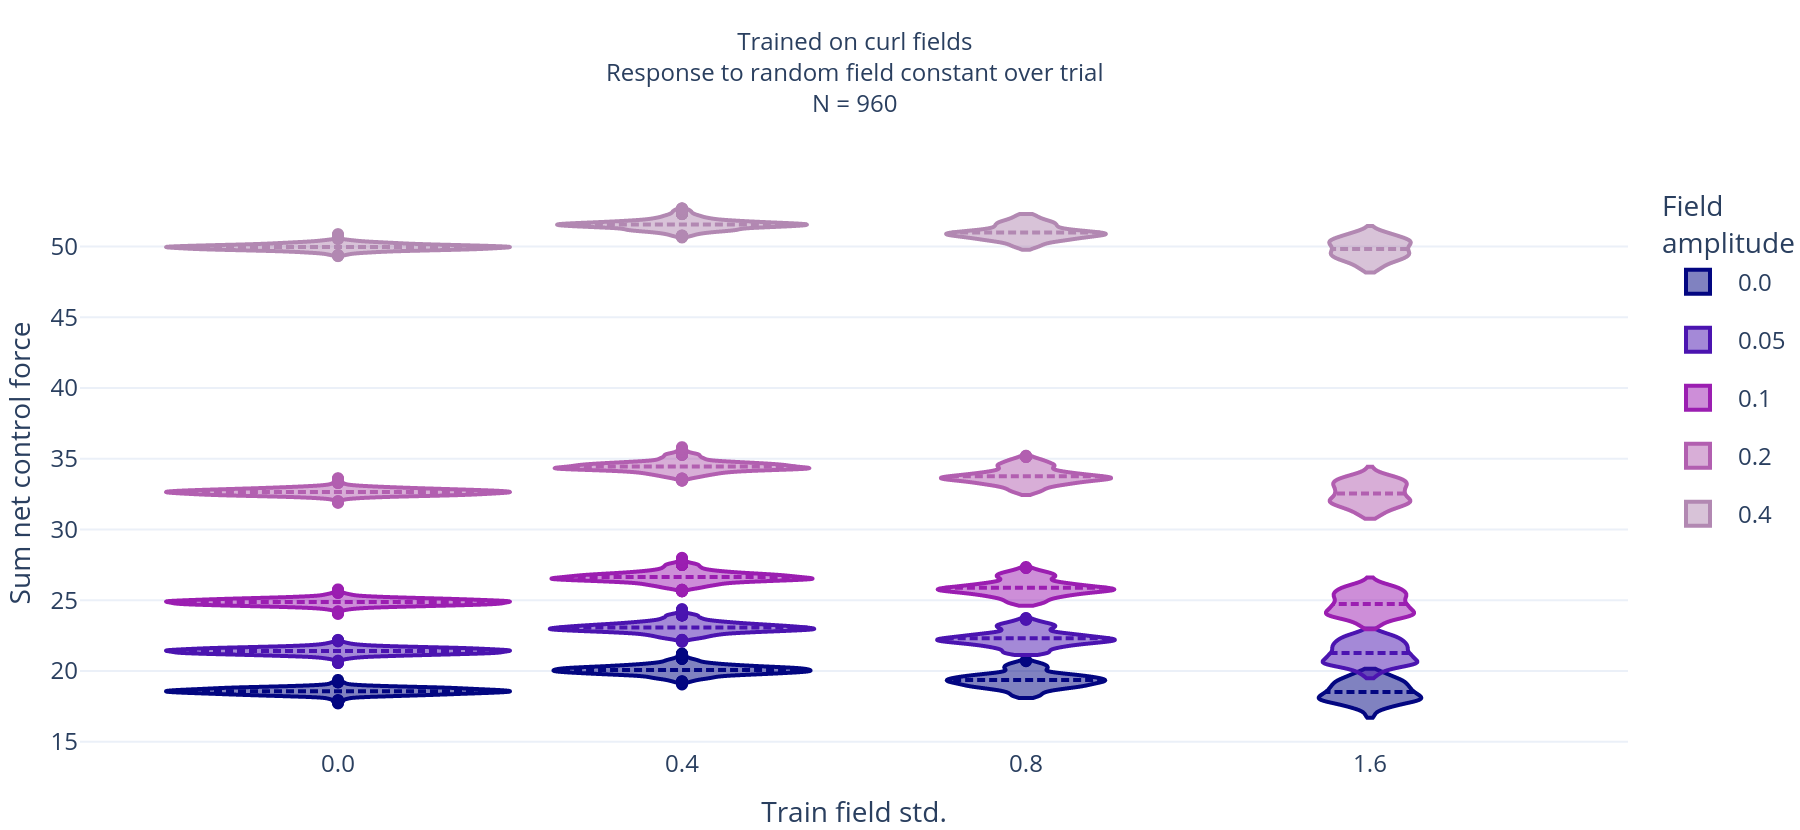 Trained on curl fields
Response to random field constant over trial
N = 960
Sum net control force
50
45
40
35
30
25
20
15
0.0
0.4
0.8
1.6
Train field std.
Field
amplitude
0.0
0.05
0.1
0.2
0.4